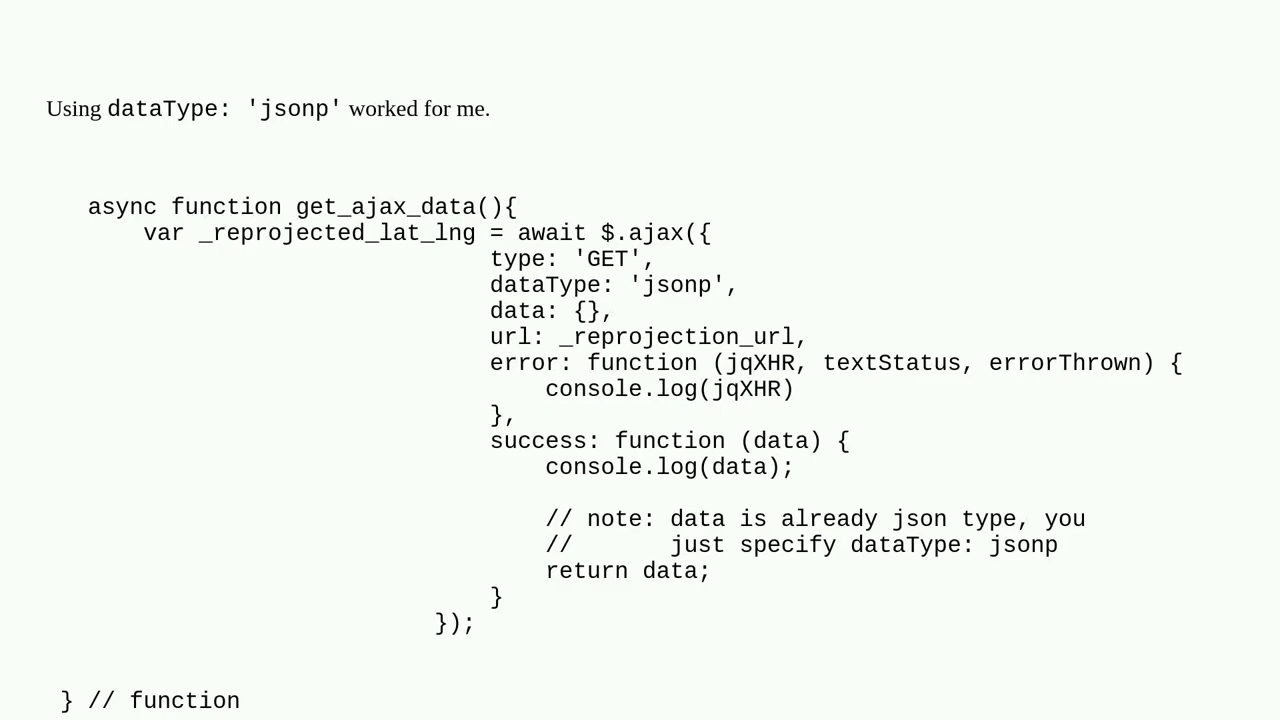 Using dataType: 'jsonp' worked for me.
async function get_ajax_data(){
var _reprojected_lat_lng = await $.ajax({
type: 'GET',
dataType: 'jsonp',
data: {},
url: _reprojection_url,
error: function (jqXHR, textStatus, errorThrown) {
console.log(jqXHR)
},
success: function (data) {
console.log(data);
// note: data is already json type, you
//       just specify dataType: jsonp
return data;
}
});
} // function